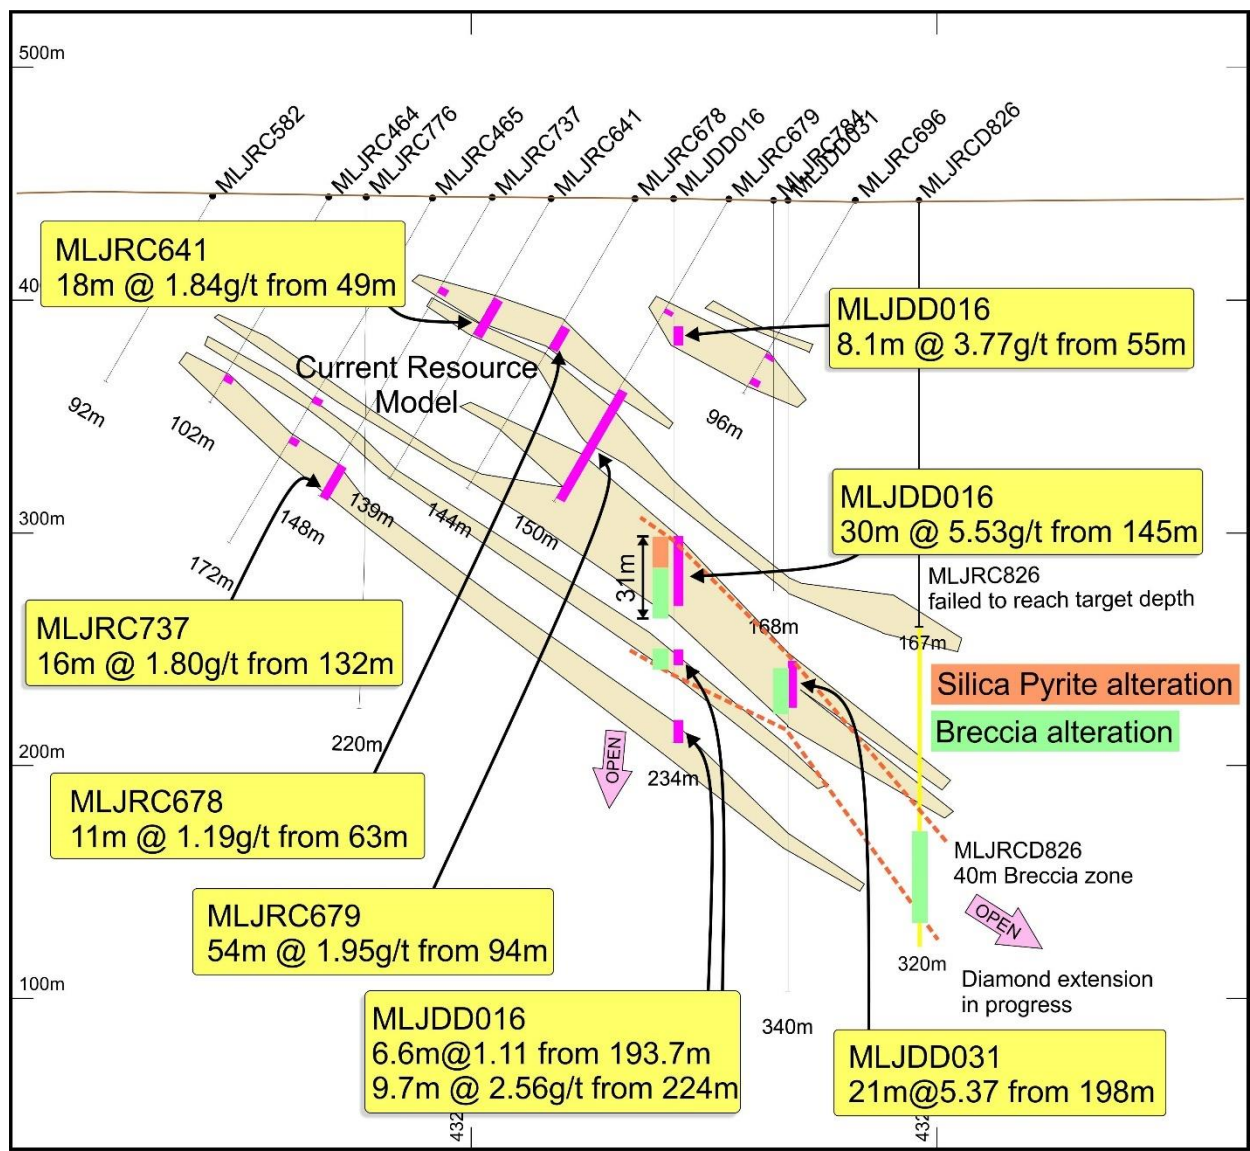 500m
MLJRC582
MLJRC464
MLJRC776
MLJRC465
MLJRC737
MLJRC641
MLJRC678
MLJDD016
MLJRC679
MLJRC784
MLJDD031
MLJRC696
MLJRCD826
MLJRC641
18m @ 1.84g/t from 49m
MLJDD016
8.1m @ 3.77g/t from 55m
Current Resource
Model
92m
102m
96m
MLJDD016
30m @ 5.53g/t from 145m
148m
139m
144m
150m
300m
172m
31m
MLJRC826
failed to reach target depth
MLJRC737
16m @ 1.80g/t from 132m
168m
167m
Silica Pyrite alteration
Breccia alteration
220m
OPEN
200m
234m
MLJRC678
11m @ 1.19g/t from 63m
MLJRCD826
40m Breccia zone
OPEN
MLJRC679
54m @ 1.95g/t from 94m
320m
Diamond extension
in progress
100m
MLJDD016
6.6m@1.11 from 193.7m
9.7m @ 2.56g/t from 224m
340m
MLJDD031
21m@5.37 from 198m